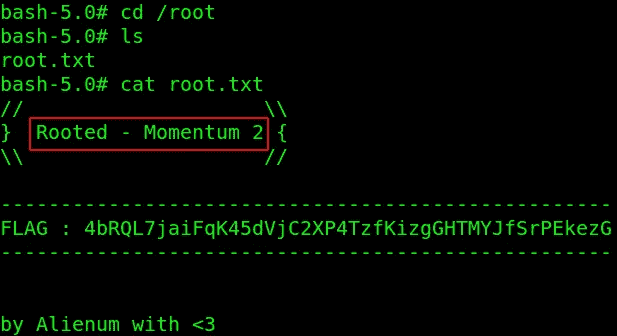 bash-5.0# cd /root
bash-5.0# ls
root.txt
bash-5.0# cat root.txt
//                    \\
}  Rooted - Momentum 2 {
\\                    //
---------------------------------------------------
FLAG : 4bRQL7jaiFqK45dVjC2XP4TzfKizgGHTMYJfSrPEkezG
---------------------------------------------------
by Alienum with <3